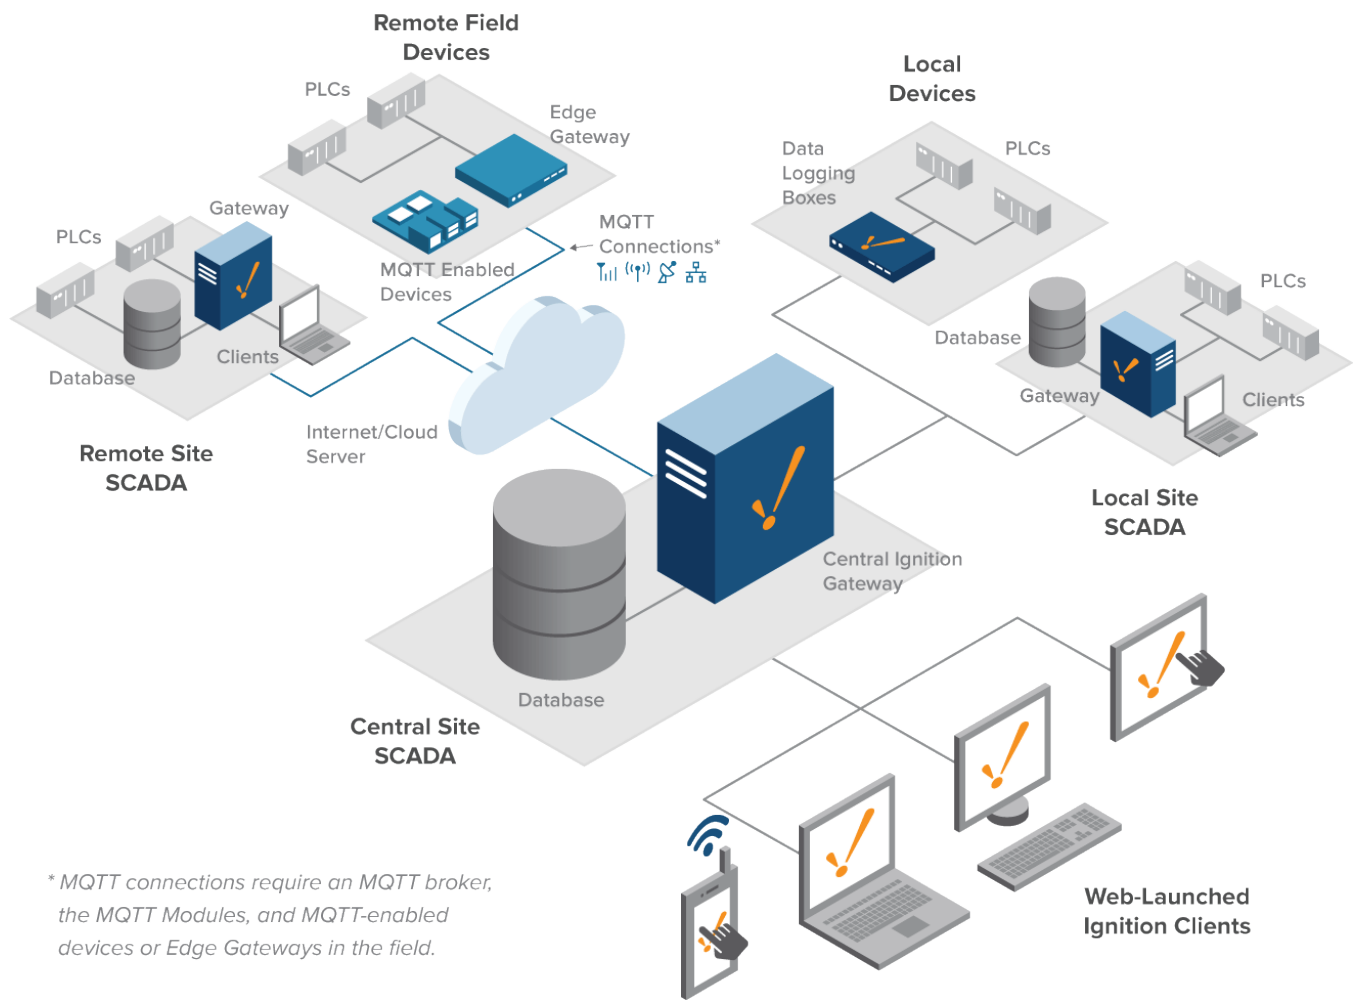 Remote Field
Devices
PLCs
Edge
Gateway
MQTT Enabled
Devices
MQTT
Connections*
Local
Devices
Data
Logging
Boxes
PLCs
Gateway
PLCs
Database
Clients
Remote Site
SCADA
Internet/Cloud
Server
PLCs
Database
Gateway
Clients
Local Site
SCADA
Central Ignition
Gateway
Database
Central Site
SCADA
Web-Launched
Ignition Clients
* MQTT connections require an MQTT broker,
the MQTT Modules, and MQTT-enabled
devices or Edge Gateways in the field.